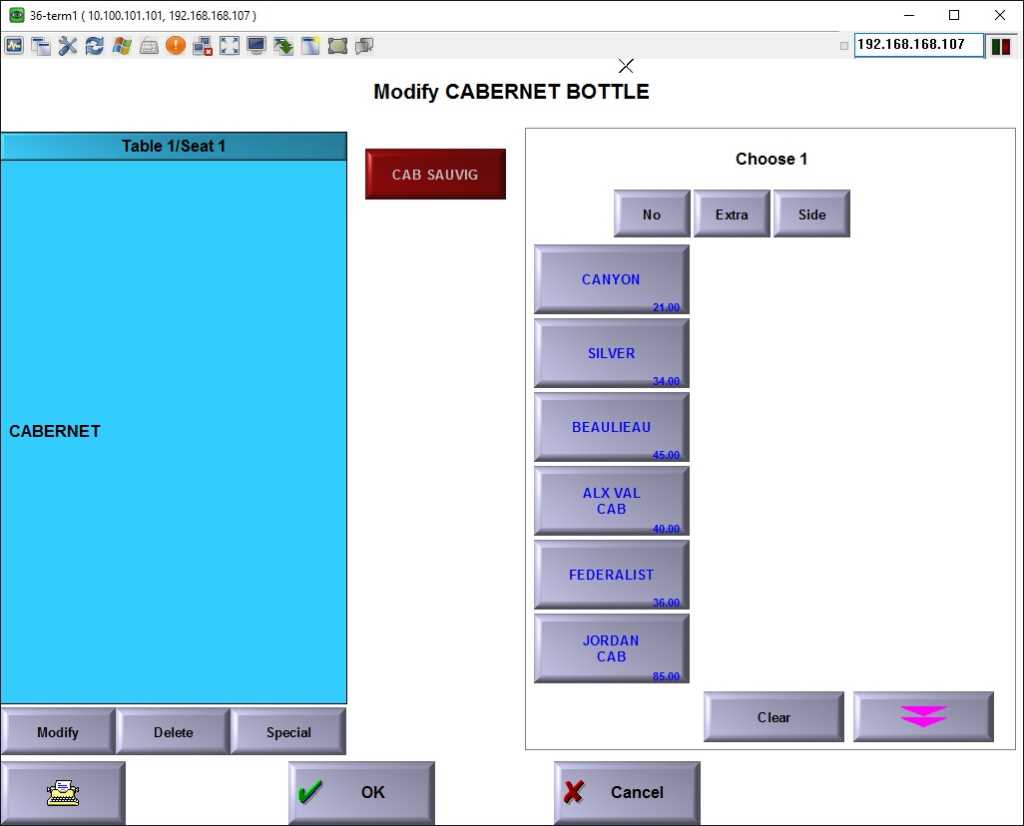 36-term1 ( 10.100.101.101, 192.168.168.107 )
192.168.168.107
Modify CABERNET BOTTLE
Table 1/Seat 1
CABERNET
CAB SAUVIG
Choose 1
No
Extra
Side
CANYON
21.00
SILVER
34.00
BEAULIEAU
45.00
ALX VAL
CAB
40.00
FEDERALIST
36.00
JORDAN
CAB
85.00
Clear
Modify
Delete
Special
OK
Cancel